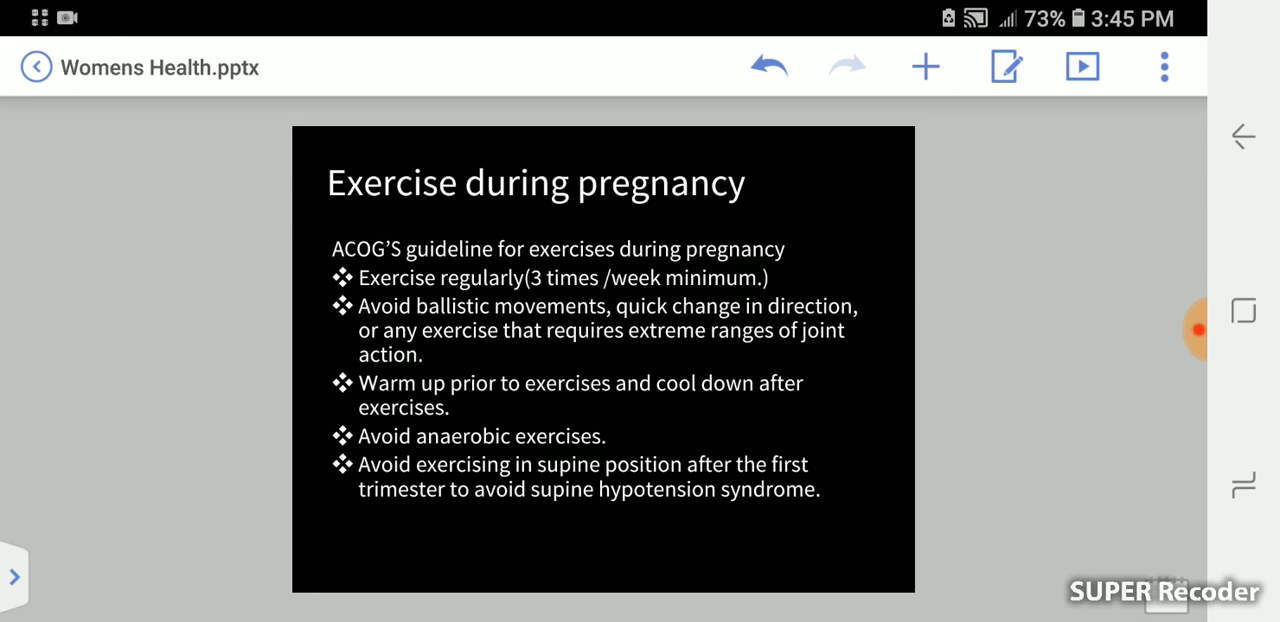 73% 3:45 PM
Womens Health.pptx
Exercise during pregnancy
ACOG'S guideline for exercises during pregnancy
❖ Exercise regularly(3 times /week minimum.)
❖ Avoid ballistic movements, quick change in direction,
or any exercise that requires extreme ranges of joint
action.
❖ Warm up prior to exercises and cool down after
exercises.
❖ Avoid anaerobic exercises.
❖ Avoid exercising in supine position after the first
trimester to avoid supine hypotension syndrome.
SUPER Recoder